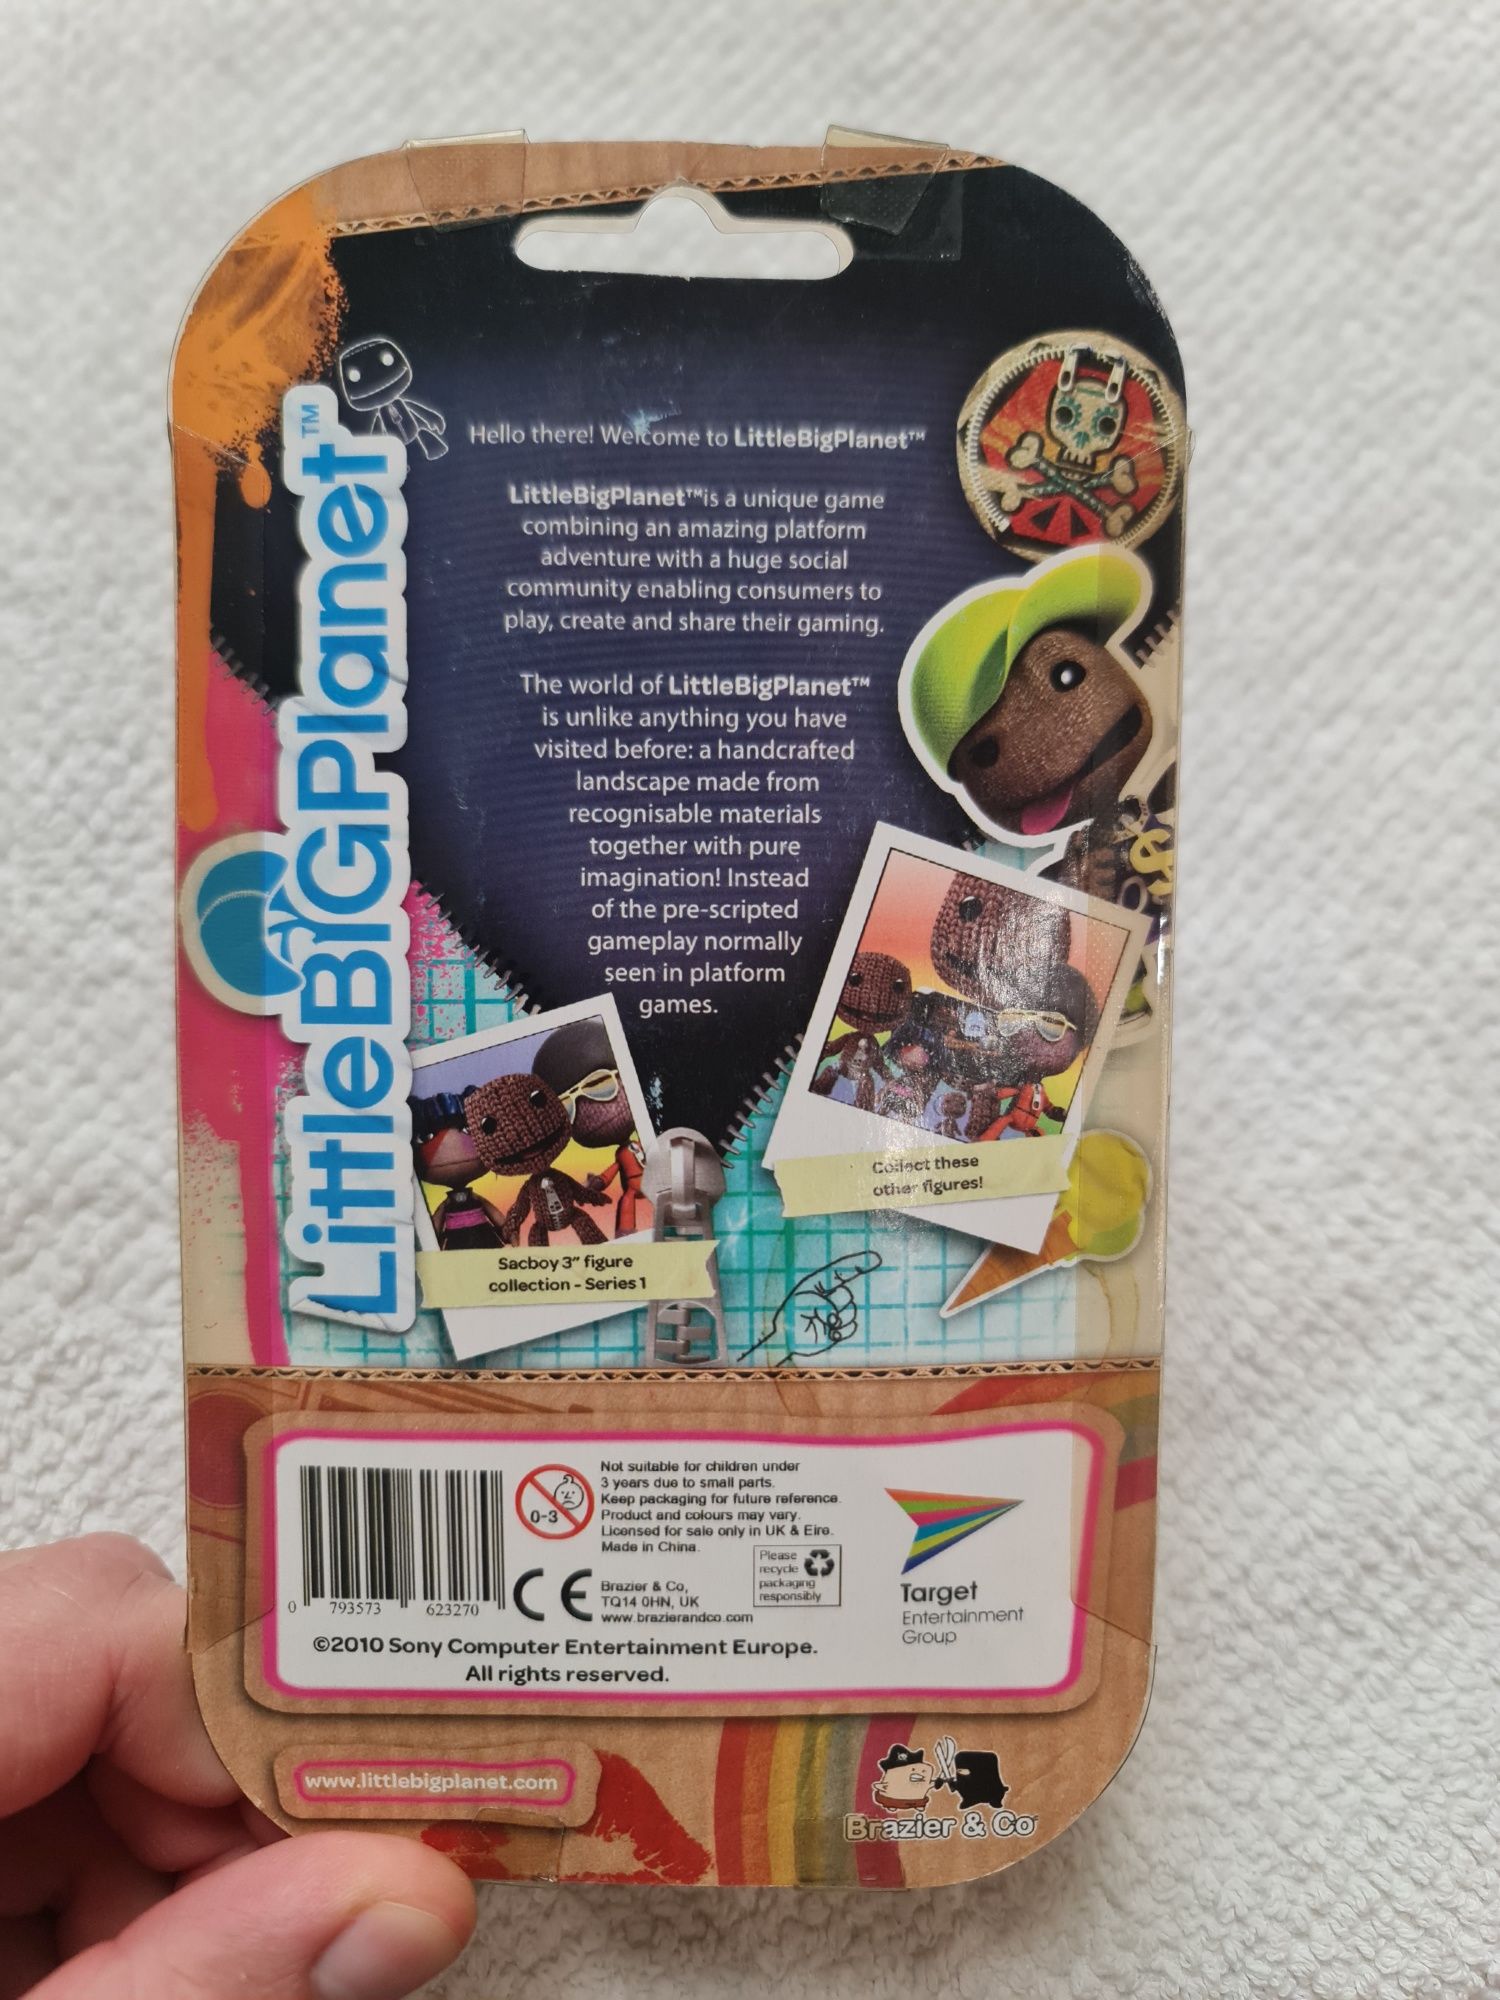 LittleBIGPlanet™
Hello there! Welcome to LittleBigPlanet™
LittleBigPlanet™is a unique game
combining an amazing platform
adventure with a huge social
community enabling consumers to
play, create and share their gaming.
The world of LittleBigPlanet™
is unlike anything you have
visited before: a handcrafted
landscape made from
recognisable materials
together with pure
imagination! Instead
of the pre-scripted
gameplay normally
seen in platform
games.
Collect these
other figures!
Sacboy 3" figure
collection - Series 1
0 793573 623270
0-3
Not suitable for children under
3 years due to small parts.
Keep packaging for future reference.
Product and colours may vary.
Licensed for sale only in UK & Eire.
Made in China.
CE
Brazier & Co,
TQ14 0HN, UK
www.brazierandco.com
Please
recycle
packaging
responsibly
Target
Entertainment
Group
©2010 Sony Computer Entertainment Europe.
All rights reserved.
www.littlebigplanet.com
Brazier & Co